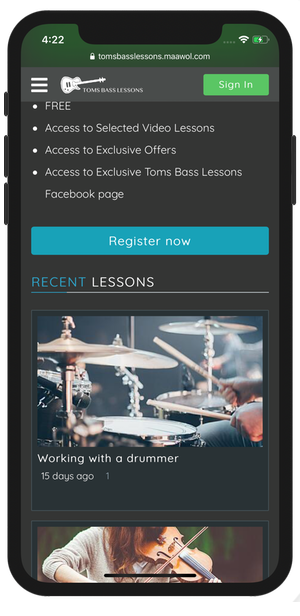 4:22
tomsbasslessons.maawol.com
TOMS BASS LESSONS
Sign In
FREE
Access to Selected Video Lessons
Access to Exclusive Offers
Access to Exclusive Toms Bass Lessons
Facebook page
Register now
RECENT LESSONS
Working with a drummer
15 days ago 1